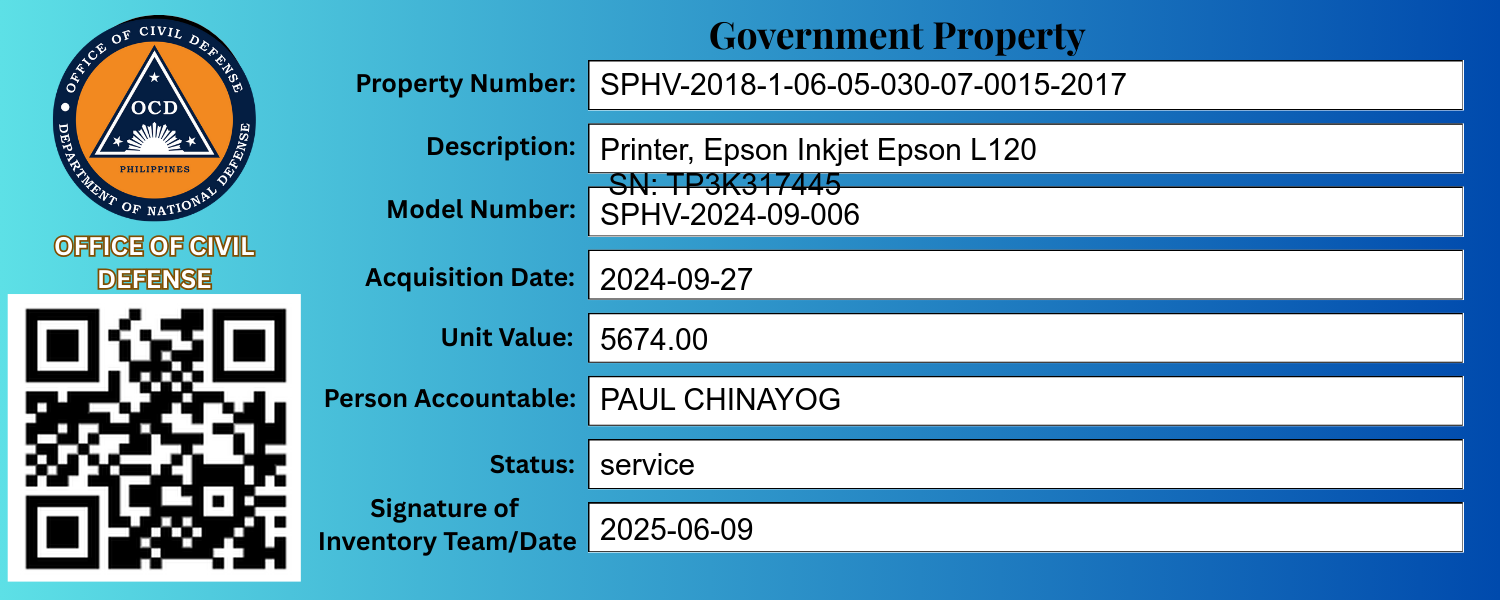 OFFICE OF CIVIL DEFENSE
OCD
PHILIPPINES
DEPARTMENT OF NATIONAL DEFENSE
OFFICE OF CIVIL
DEFENSE
Government Property
Property Number: SPHV-2018-1-06-05-030-07-0015-2017
Description: Printer, Epson Inkjet Epson L120
SN: TP3K317445
Model Number: SPHV-2024-09-006
Acquisition Date: 2024-09-27
Unit Value: 5674.00
Person Accountable: PAUL CHINAYOG
Status: service
Signature of
Inventory Team/Date 2025-06-09